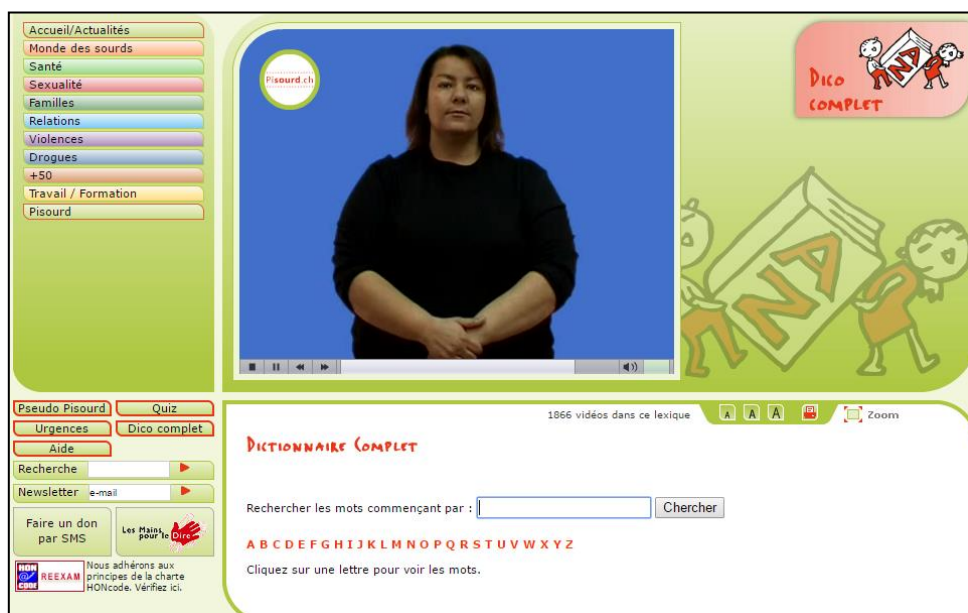 Accueil/Actualités
Monde des sourds
Santé
Sexualité
Familles
Relations
Violences
Drogues
+50
Travail / Formation
Pisourd
Pisourd.ch
Dico
complet
Pseudo Pisourd
Quiz
Urgences
Dico complet
Aide
Recherche
Newsletter e-mail
Faire un don
par SMS
Les Mains
pour le Dire
HON
@
CODE
REEXAM
Nous adhérons aux
principes de la charte
HONcode. Vérifiez ici.
1866 vidéos dans ce lexique
A A A
Zoom
Dictionnaire Complet
Rechercher les mots commençant par :
Chercher
A B C D E F G H I J K L M N O P Q R S T U V W X Y Z
Cliquez sur une lettre pour voir les mots.